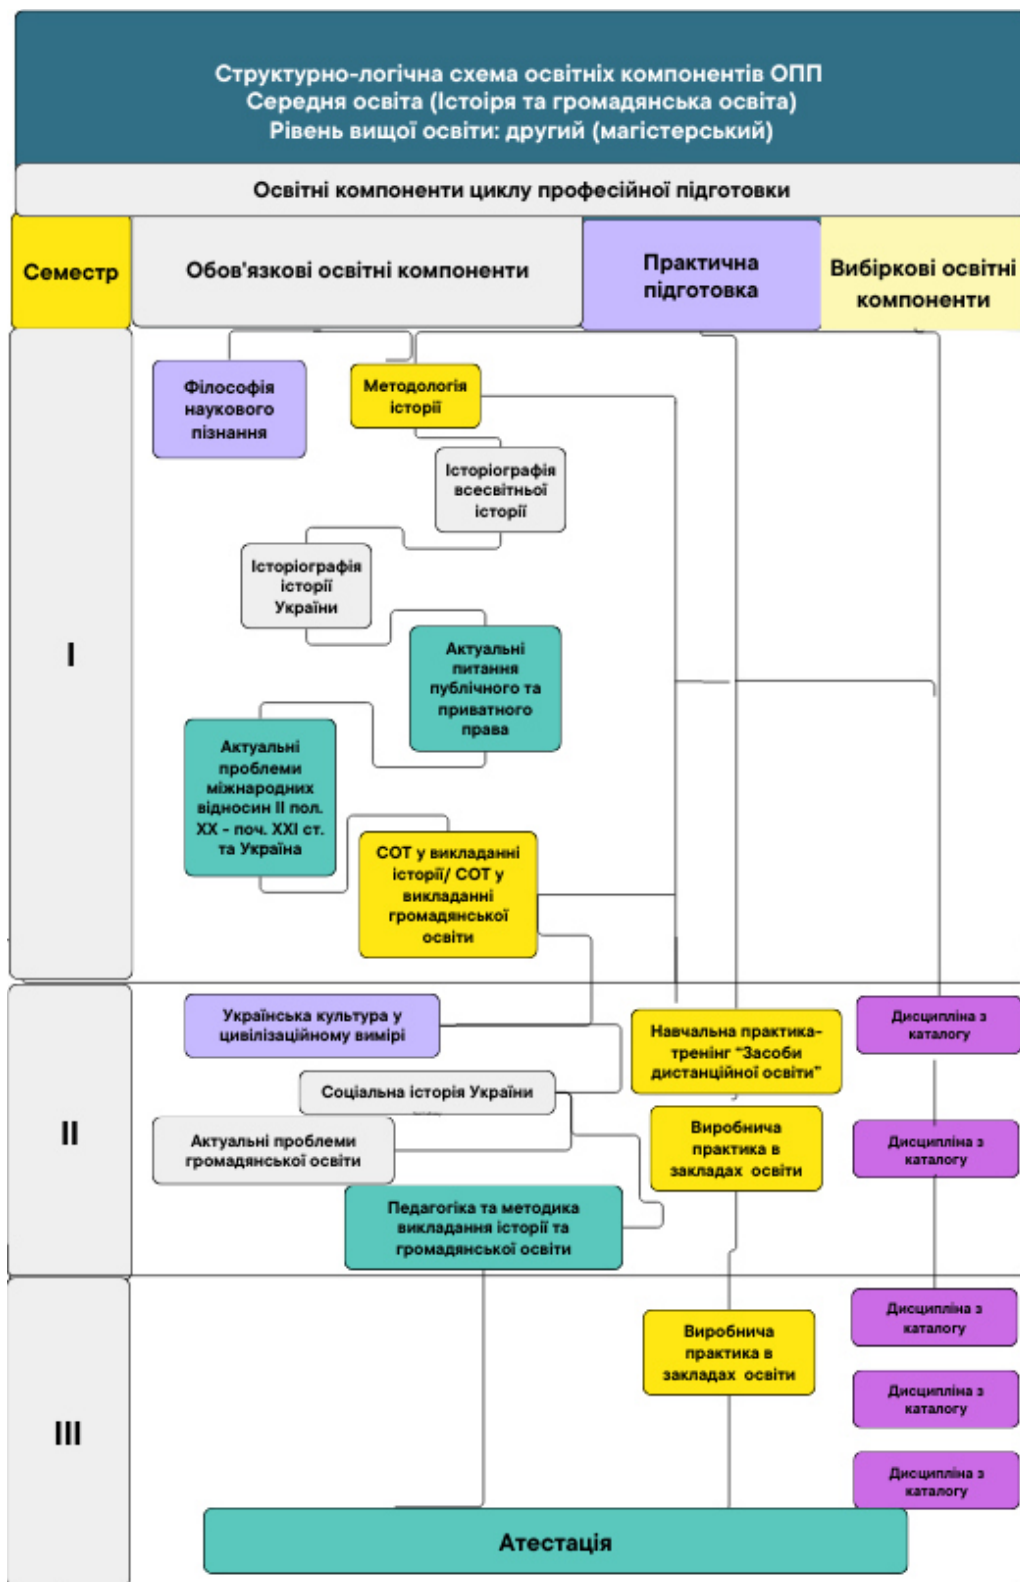 Структурно-логічна схема освітніх компонентів ОПП
Середня освіта (Істоіря та громадянська освіта)
Рівень вищої освіти: другий (магістерський)
Освітні компоненти циклу професійної підготовки
Семестр
Обов'язкові освітні компоненти
Практична
підготовка
Вибіркові освітні
компоненти
I
Філософія
наукового
пізнання
Методологія
історії
Історіографія
всесвітньої
історії
Історіографія
історії
України
Актуальні
питання
публічного та
приватного
права
Актуальні
проблеми
міжнародних
відносин ІІ пол.
ХХ - поч. ХХІ ст.
та Україна
СОТ у викладанні
історії/ СОТ у
викладанні
громадянської
освіти
II
Українська культура у
цивілізаційному вимірі
Соціальна історія України
Актуальні проблеми
громадянської освіти
Педагогіка та методика
викладання історії та
громадянської освіти
Навчальна практика-
тренінг "Засоби
дистанційної освіти"
Виробнича
практика в
закладах освіти
Дисципліна з
каталогу
Дисципліна з
каталогу
III
Виробнича
практика в
закладах освіти
Дисципліна з
каталогу
Дисципліна з
каталогу
Дисципліна з
каталогу
Атестація